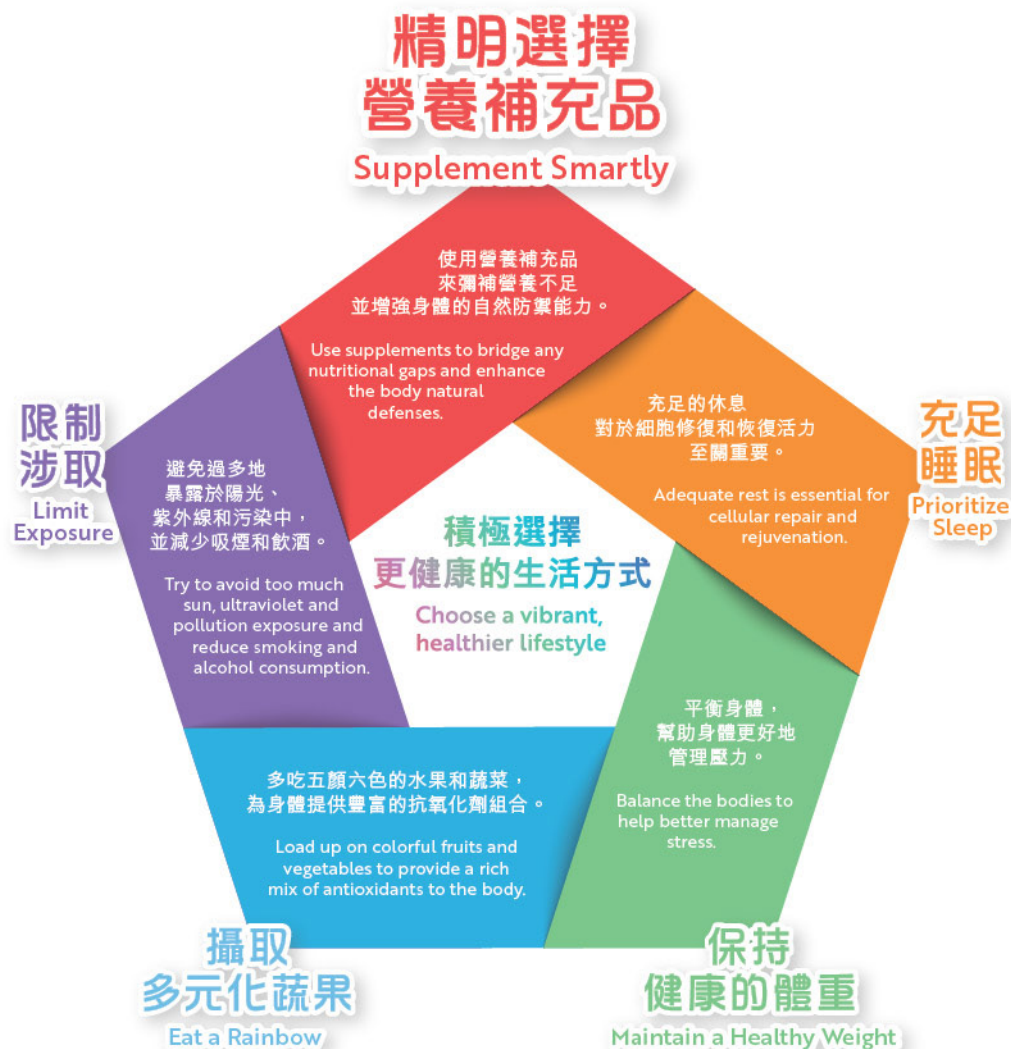 精明選擇
營養補充品
Supplement Smartly
使用營養補充品
來彌補營養不足
並增強身體的自然防禦能力。
Use supplements to bridge any
nutritional gaps and enhance
the body natural
defenses.
充足
睡眠
Prioritize
Sleep
充足的休息
對於細胞修復和恢復活力
至關重要。
Adequate rest is essential for
cellular repair and
rejuvenation.
限制
涉取
Limit
Exposure
避免過多地
暴露於陽光、
紫外線和污染中，
並減少吸煙和飲酒。
Try to avoid too much
sun, ultraviolet and
pollution exposure and
reduce smoking and
alcohol consumption.
積極選擇
更健康的生活方式
Choose a vibrant,
healthier lifestyle
平衡身體，
幫助身體更好地
管理壓力。
Balance the bodies to
help better manage
stress.
多吃五顏六色的水果和蔬菜，
為身體提供豐富的抗氧化劑組合。
Load up on colorful fruits and
vegetables to provide a rich
mix of antioxidants to the body.
攝取
多元化蔬果
Eat a Rainbow
保持
健康的體重
Maintain a Healthy Weight